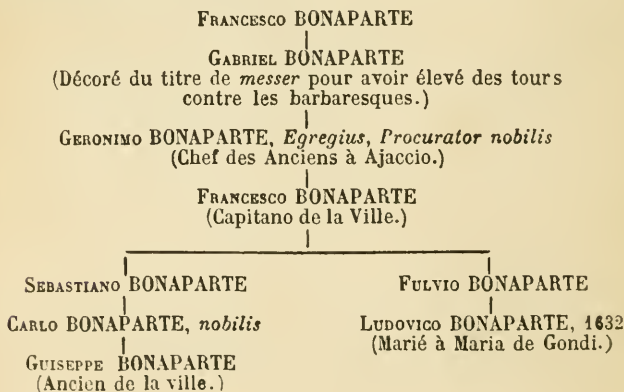 FRANCESCO BONAPARTE
GABRIEL BONAPARTE
(Décoré du titre de messer pour avoir élevé des tours
contre les barbaresques.)
GERONIMO BONAPARTE, Egregius, Procurator nobilis
(Chef des Anciens à Ajaccio.)
FRANCESCO BONAPARTE
(Capitano de la Ville.)
SEBASTIANO BONAPARTE
CARLO BONAPARTE, nobilis
GUISEPPE BONAPARTE
(Ancien de la ville.)
FULVIO BONAPARTE
LUDOVICO BONAPARTE, 1632
(Marié à Maria de Gondi.)